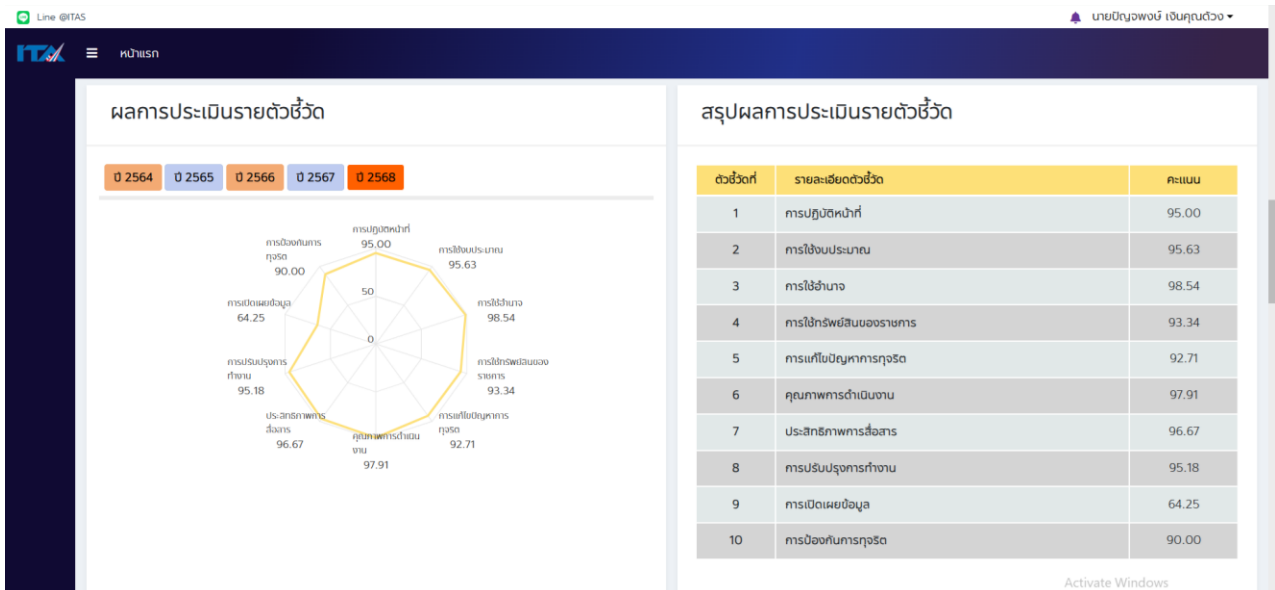 Line @ITAS
นายปัญจพงษ์ เงินคุณด้วง
ITA
หน้าแรก
ผลการประเมินรายตัวชี้วัด
ปี 2564 ปี 2565 ปี 2566 ปี 2567 ปี 2568
การปฏิบัติหน้าที่
95.00
การใช้งบประมาณ
95.63
การใช้อำนาจ
98.54
การใช้ทรัพย์สินของ
ราชการ
93.34
การแก้ไขปัญหาการ
ทุจริต
92.71
คุณภาพการดำเนิน
งาน
97.91
ประสิทธิภาพการ
สื่อสาร
96.67
การปรับปรุงการ
ทำงาน
95.18
การเปิดเผยข้อมูล
64.25
การป้องกันการ
ทุจริต
90.00
50
0
สรุปผลการประเมินรายตัวชี้วัด
ตัวชี้วัดที่ รายละเอียดตัวชี้วัด คะแนน
1 การปฏิบัติหน้าที่ 95.00
2 การใช้งบประมาณ 95.63
3 การใช้อำนาจ 98.54
4 การใช้ทรัพย์สินของราชการ 93.34
5 การแก้ไขปัญหาการทุจริต 92.71
6 คุณภาพการดำเนินงาน 97.91
7 ประสิทธิภาพการสื่อสาร 96.67
8 การปรับปรุงการทำงาน 95.18
9 การเปิดเผยข้อมูล 64.25
10 การป้องกันการทุจริต 90.00
Activate Windows